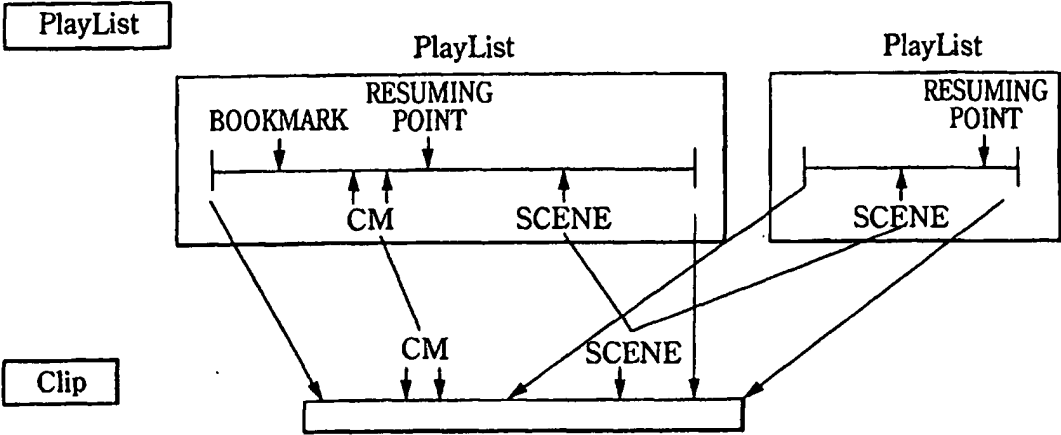 PlayList
PlayList
PlayList
BOOKMARK
RESUMING
POINT
RESUMING
POINT
CM
SCENE
SCENE
CM
SCENE
Clip